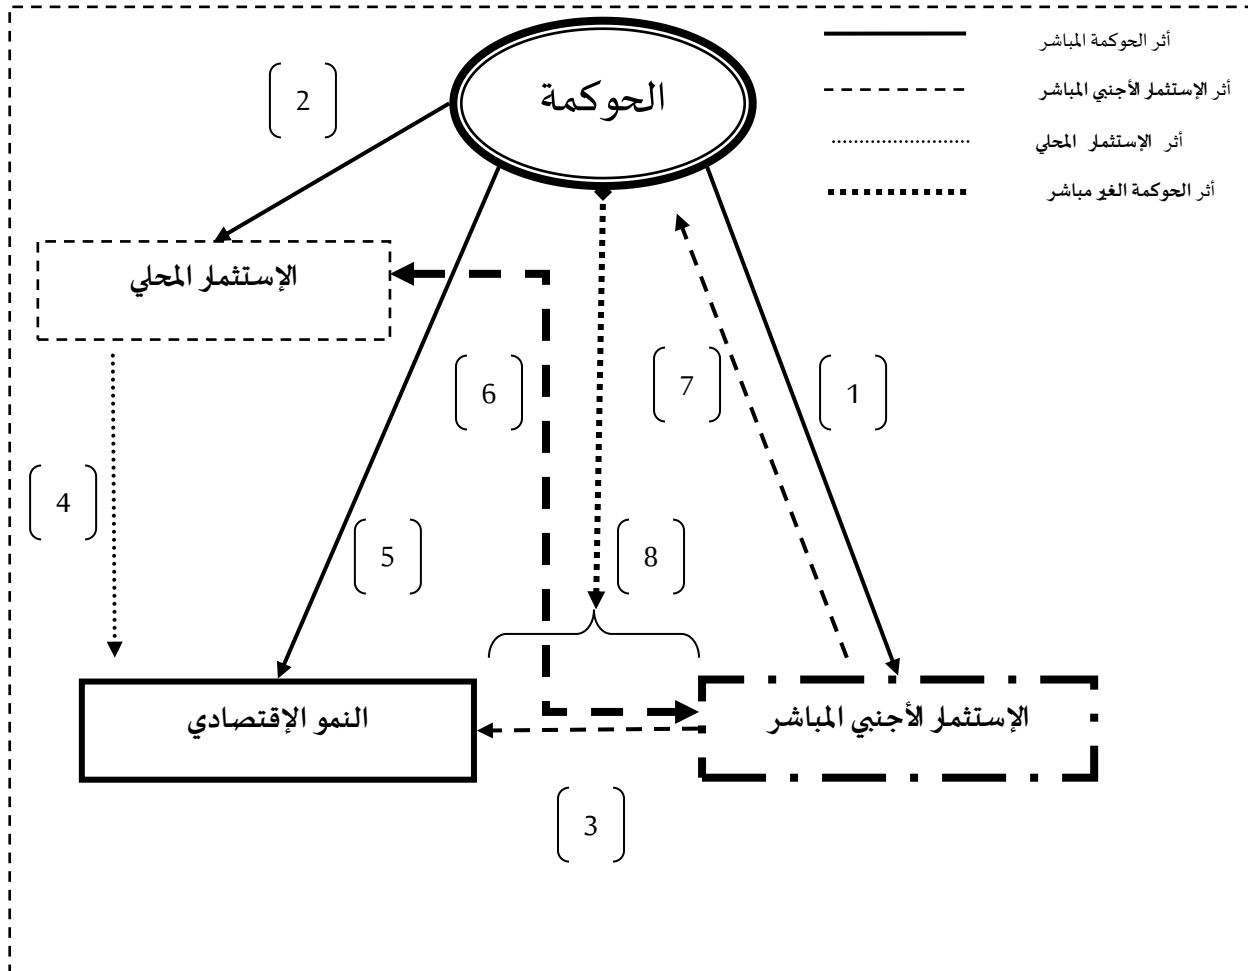 الحوكمة
أثر الحوكمة المباشر
أثر الإستثمار الأجنبي المباشر
أثر الإستثمار المحلي
أثر الحوكمة الغير مباشر
2
الإستثمار المحلي
6
7
1
4
5
8
النمو الإقتصادي
الإستثمار الأجنبي المباشر
3